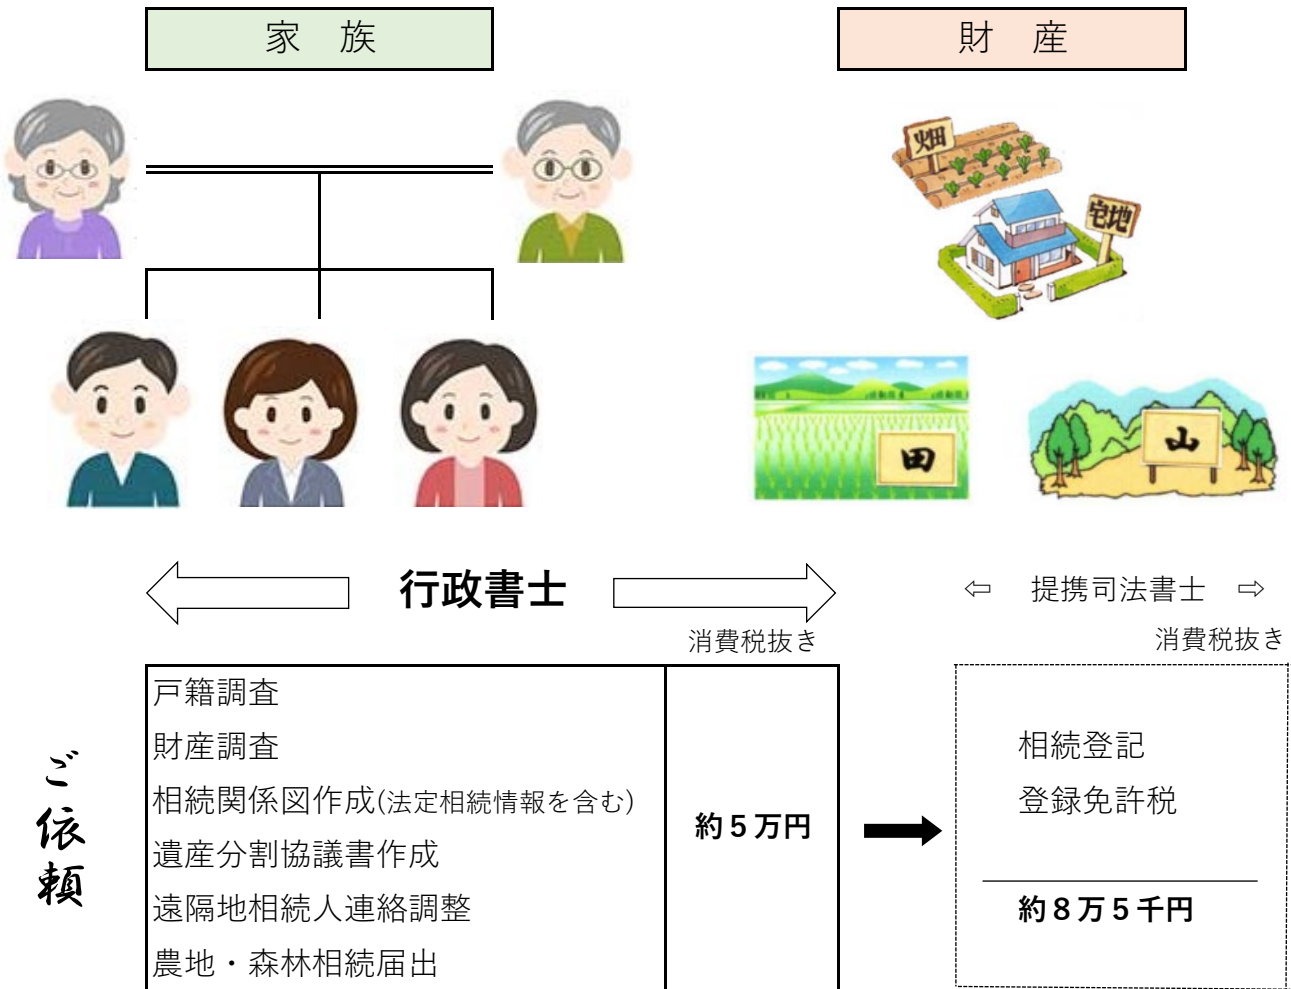 家　族
財　産
畑
宅地
田
山
行政書士
⇦　提携司法書士　⇨
消費税抜き
消費税抜き
ご依頼
戸籍調査
財産調査
相続関係図作成(法定相続情報を含む)
遺産分割協議書作成
遠隔地相続人連絡調整
農地・森林相続届出
約５万円
相続登記
登録免許税
約８万５千円